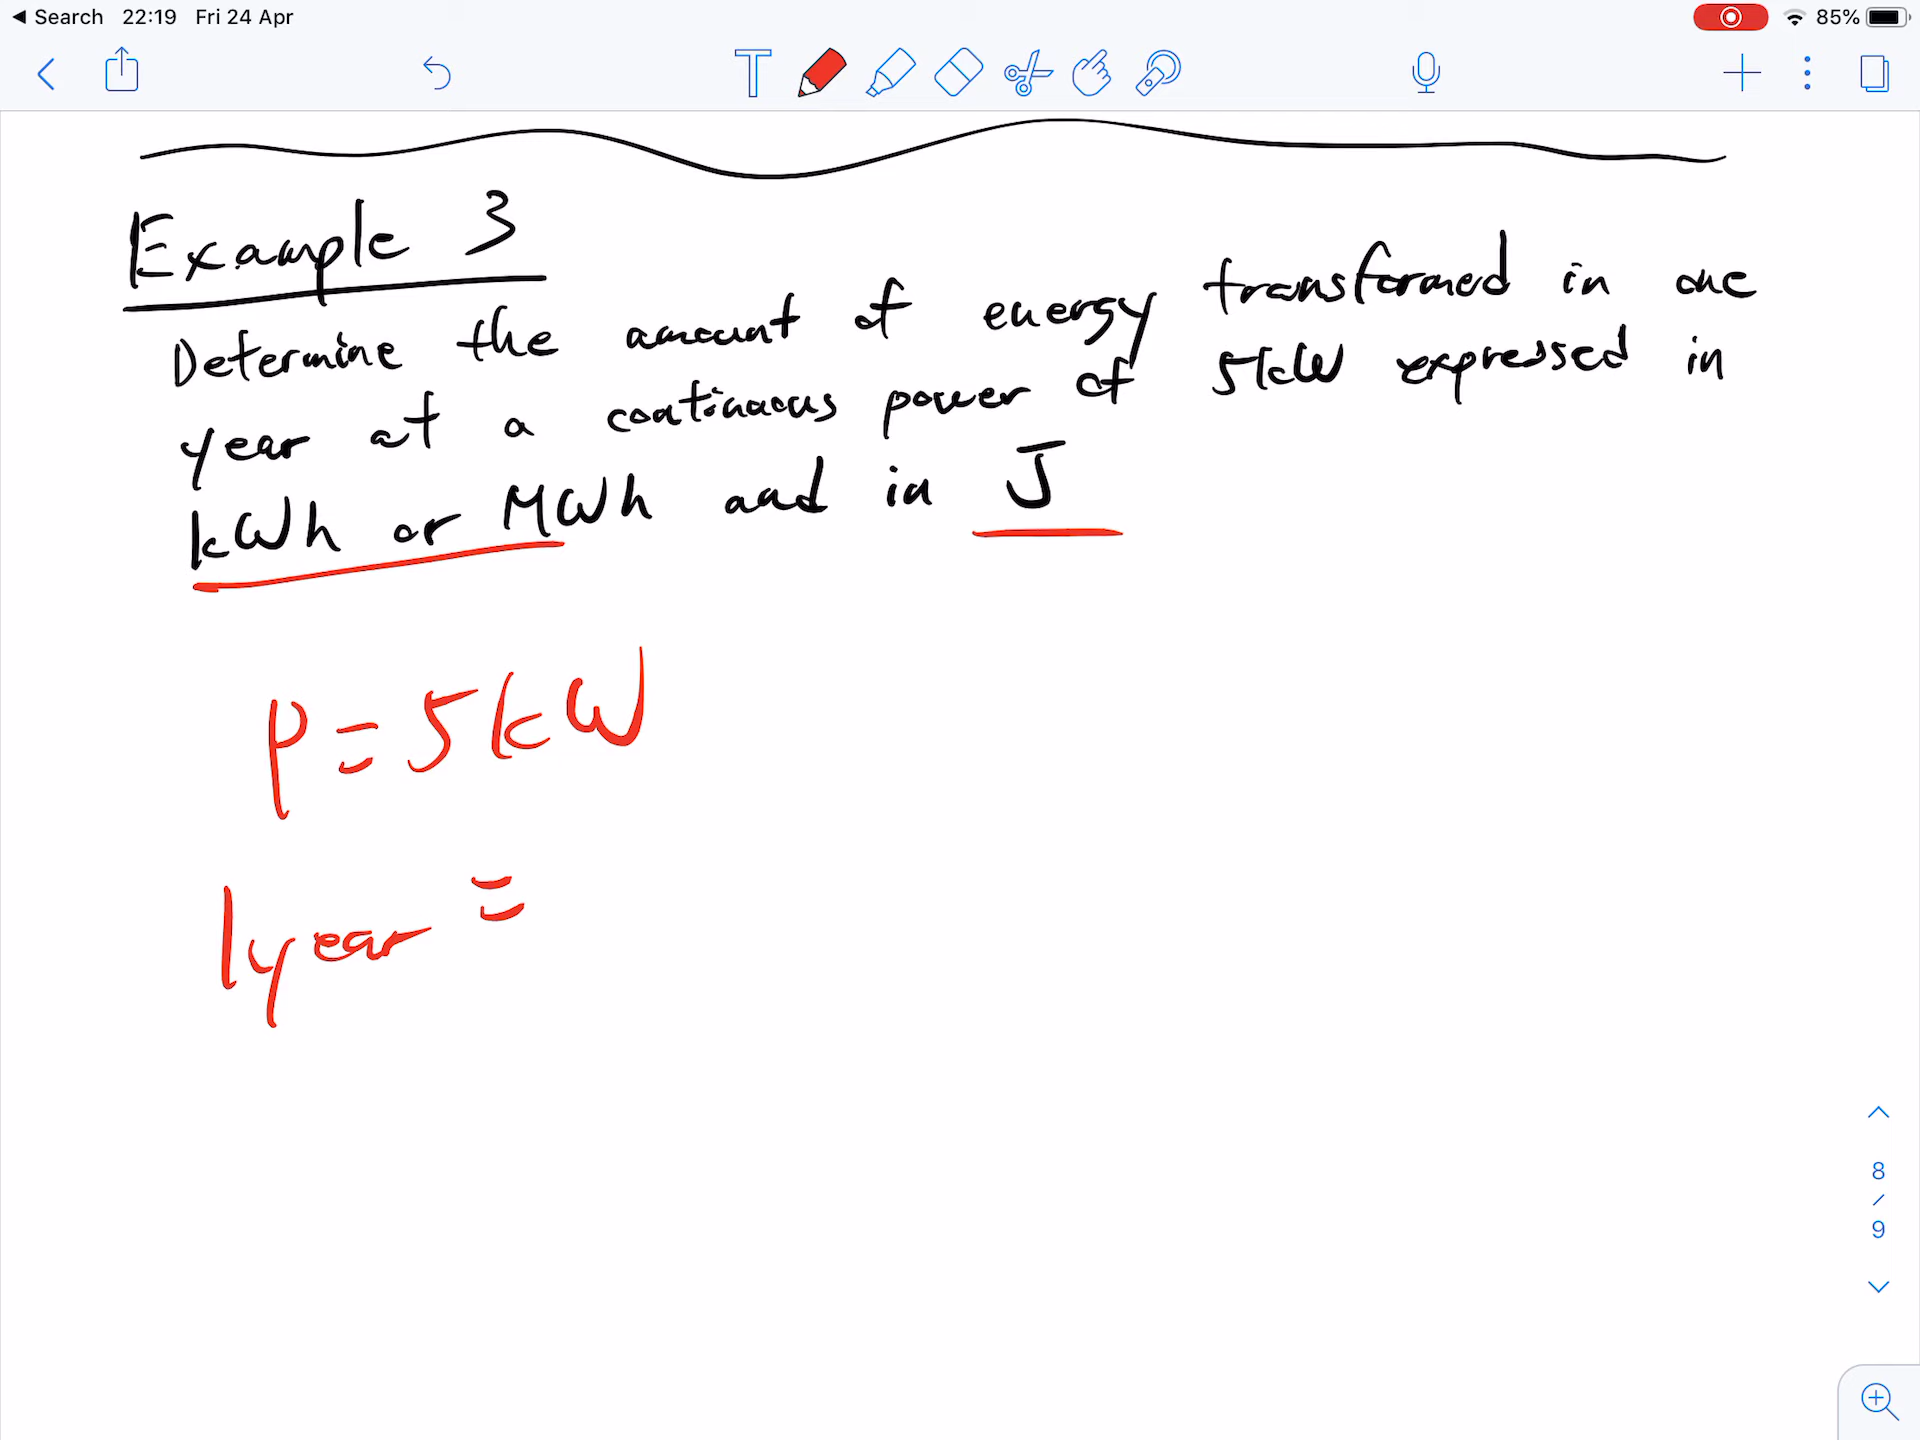 Search 22:19 Fri 24 Apr 85%
T
Example 3
Determine the amount of energy transformed in one
year at a continuous power of 5kW expressed in
kWh or MWh and in J
P = 5kW
1year =
8
/
9